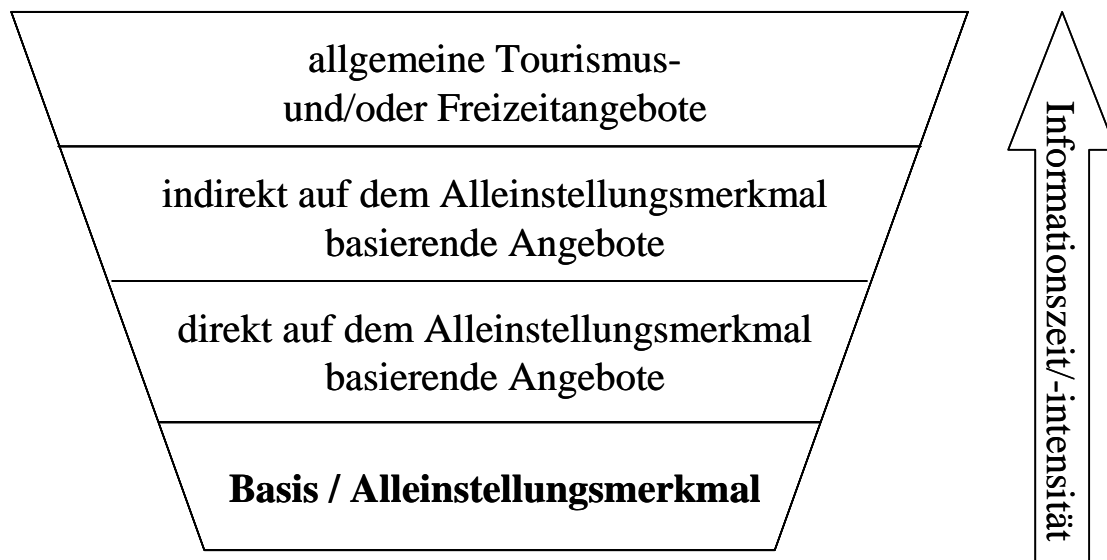 allgemeine Tourismus-
und/oder Freizeitangebote
indirekt auf dem Alleinstellungsmerkmal
basierende Angebote
direkt auf dem Alleinstellungsmerkmal
basierende Angebote
Basis / Alleinstellungsmerkmal
Informationszeit/-intensität